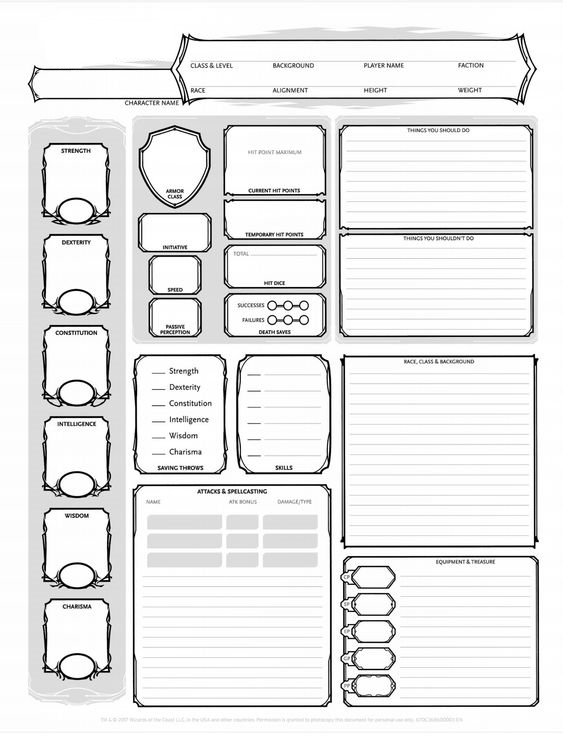 CLASS & LEVEL BACKGROUND PLAYER NAME FACTION
RACE ALIGNMENT HEIGHT WEIGHT
CHARACTER NAME
STRENGTH
DEXTERITY
CONSTITUTION
INTELLIGENCE
WISDOM
CHARISMA
ARMOR
CLASS
INITIATIVE
SPEED
PASSIVE
PERCEPTION
HIT POINT MAXIMUM
CURRENT HIT POINTS
TEMPORARY HIT POINTS
TOTAL
HIT DICE
SUCCESSES
FAILURES
DEATH SAVES
THINGS YOU SHOULD DO
THINGS YOU SHOULDN'T DO
Strength
Dexterity
Constitution
Intelligence
Wisdom
Charisma
SAVING THROWS
SKILLS
RACE, CLASS & BACKGROUND
ATTACKS & SPELLCASTING
NAME ATK BONUS DAMAGE/TYPE
EQUIPMENT & TREASURE
CP
SP
EP
GP
PP
TM & © 2017 Wizards of the Coast LLC, in the USA and other countries. Permission is granted to photocopy this document for personal use only.